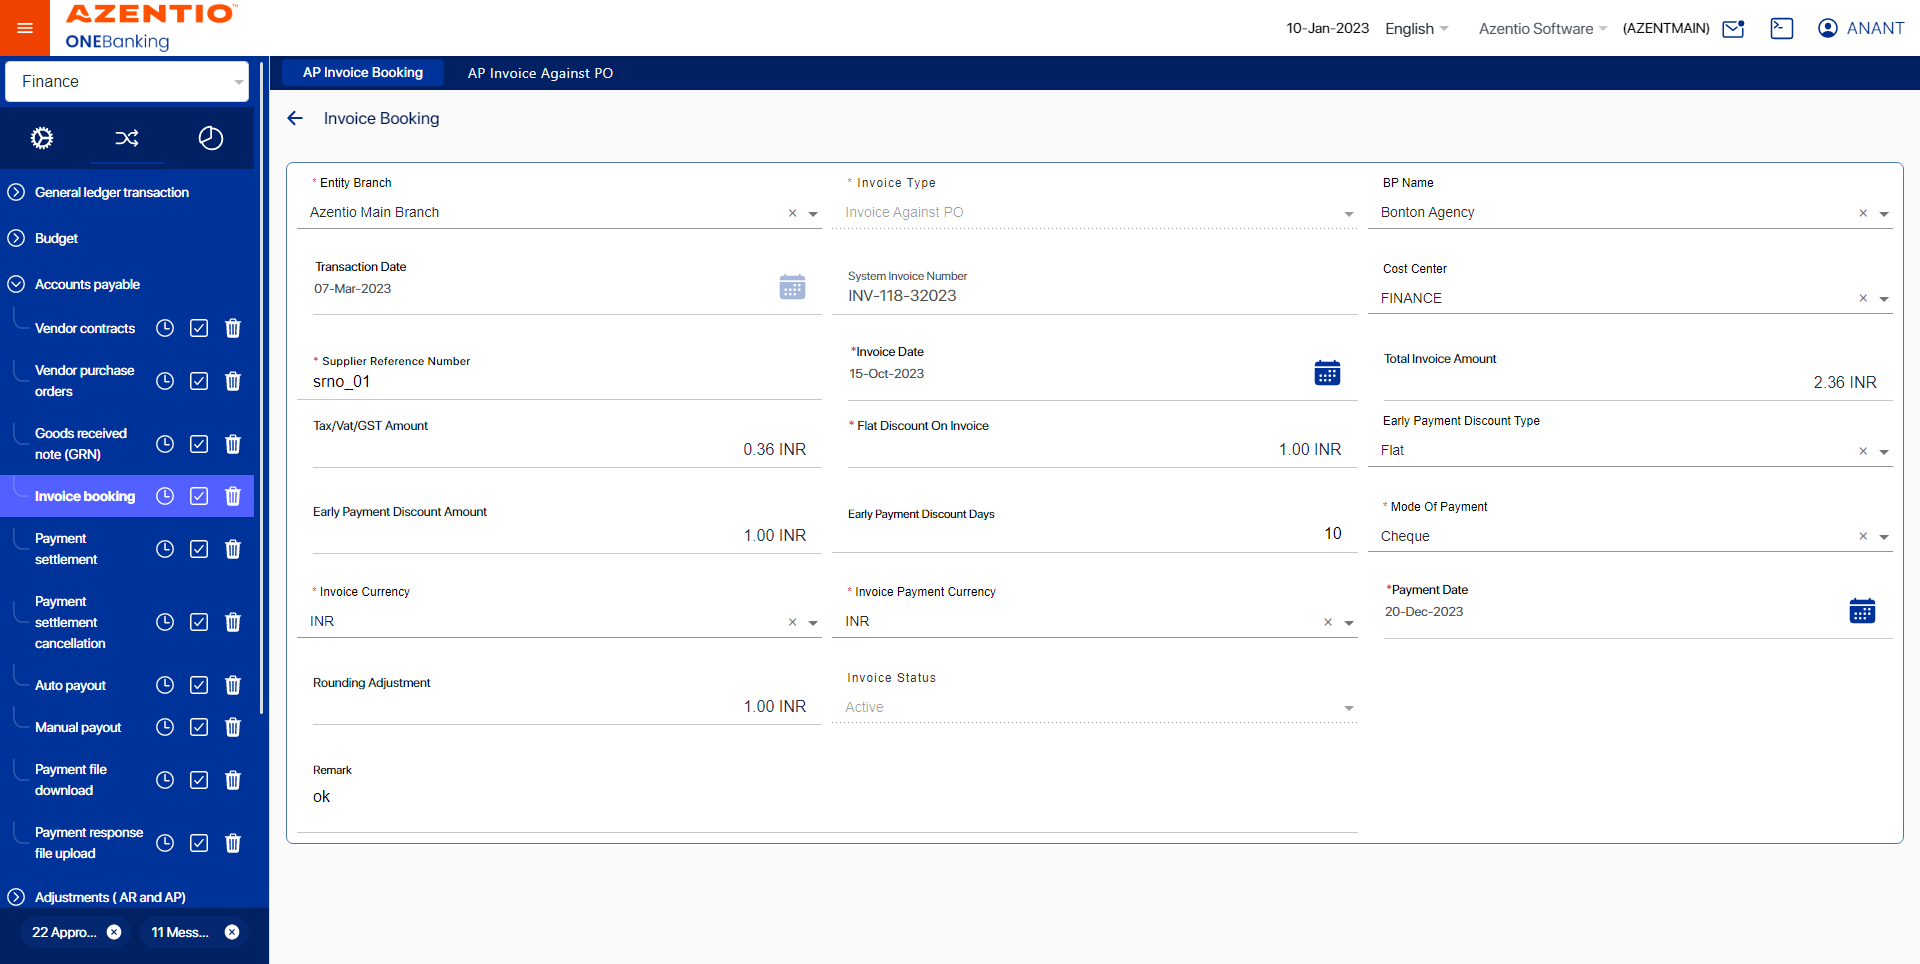 AZENTIO™
ONEBanking
10-Jan-2023
English
Azentio Software
(AZENTMAIN)
ANANT
Finance
General ledger transaction
Budget
Accounts payable
Vendor contracts
Vendor purchase
orders
Goods received
note (GRN)
Invoice booking
Payment
settlement
Payment
settlement
cancellation
Auto payout
Manual payout
Payment file
download
Payment response
file upload
Adjustments ( AR and AP)
22 Appro...
11 Mess...
AP Invoice Booking
AP Invoice Against PO
Invoice Booking
* Entity Branch
Azentio Main Branch
* Invoice Type
Invoice Against PO
BP Name
Bonton Agency
Transaction Date
07-Mar-2023
System Invoice Number
INV-118-32023
Cost Center
FINANCE
* Supplier Reference Number
srno_01
*Invoice Date
15-Oct-2023
Total Invoice Amount
2.36 INR
Tax/Vat/GST Amount
0.36 INR
* Flat Discount On Invoice
1.00 INR
Early Payment Discount Type
Flat
Early Payment Discount Amount
1.00 INR
Early Payment Discount Days
10
* Mode Of Payment
Cheque
* Invoice Currency
INR
* Invoice Payment Currency
INR
*Payment Date
20-Dec-2023
Rounding Adjustment
1.00 INR
Invoice Status
Active
Remark
ok